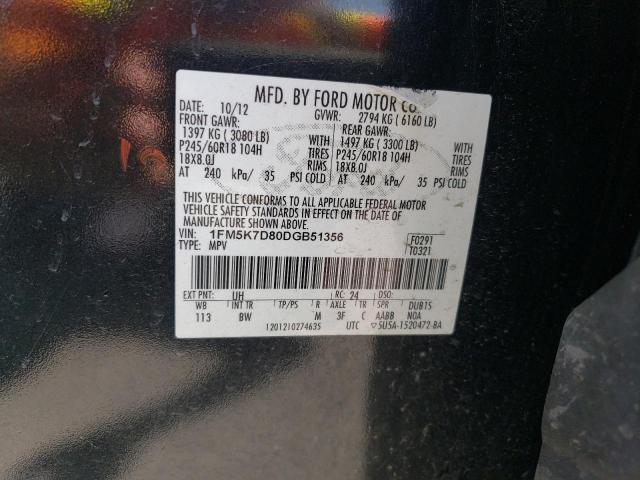 MFD. BY FORD MOTOR CO
DATE: 10/12 GVWR: 2794 KG ( 6160 LB)
FRONT GAWR: REAR GAWR:
1397 KG ( 3080 LB) WITH 1497 KG ( 3300 LB) WITH
P245/60R18 104H TIRES P245/60R18 104H TIRES
18X8.0J RIMS 18X8.0J RIMS
AT 240 kPa/ 35 PSI COLD AT 240 kPa/ 35 PSI COLD
THIS VEHICLE CONFORMS TO ALL APPLICABLE FEDERAL MOTOR
VEHICLE SAFETY STANDARDS IN EFFECT ON THE DATE OF
MANUFACTURE SHOWN ABOVE.
VIN: 1FM5K7D80DGB51356 F0291
TYPE: MPV T0321
EXT PNT: UH RC: 24 DSO:
WB INT TR TP/PS R AXLE TR SPR DUB15
113 BW M 3F C AABB NOA
1201210274635 UTC 5U5A-1520472-BA